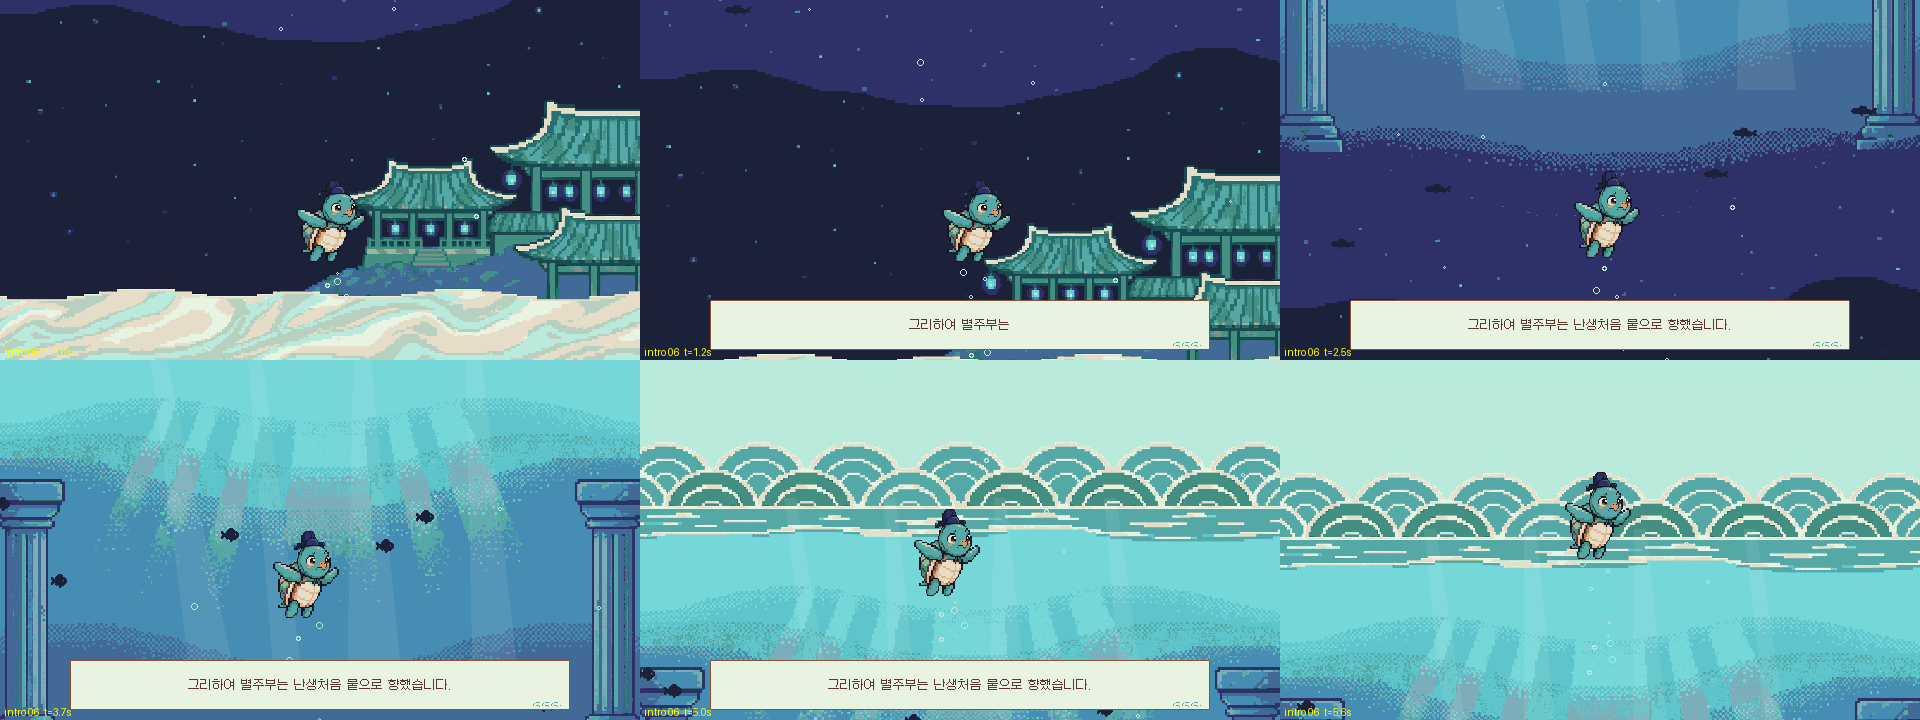 intro06
그리하여 별주부는
intro06 t=1.2s
그리하여 별주부는 난생처음 뭍으로 향했습니다.
intro06 t=2.5s
그리하여 별주부는 난생처음 뭍으로 향했습니다.
intro06 t=3.7s
그리하여 별주부는 난생처음 뭍으로 향했습니다.
intro06 t=5.0s
intro06 t=5.8s